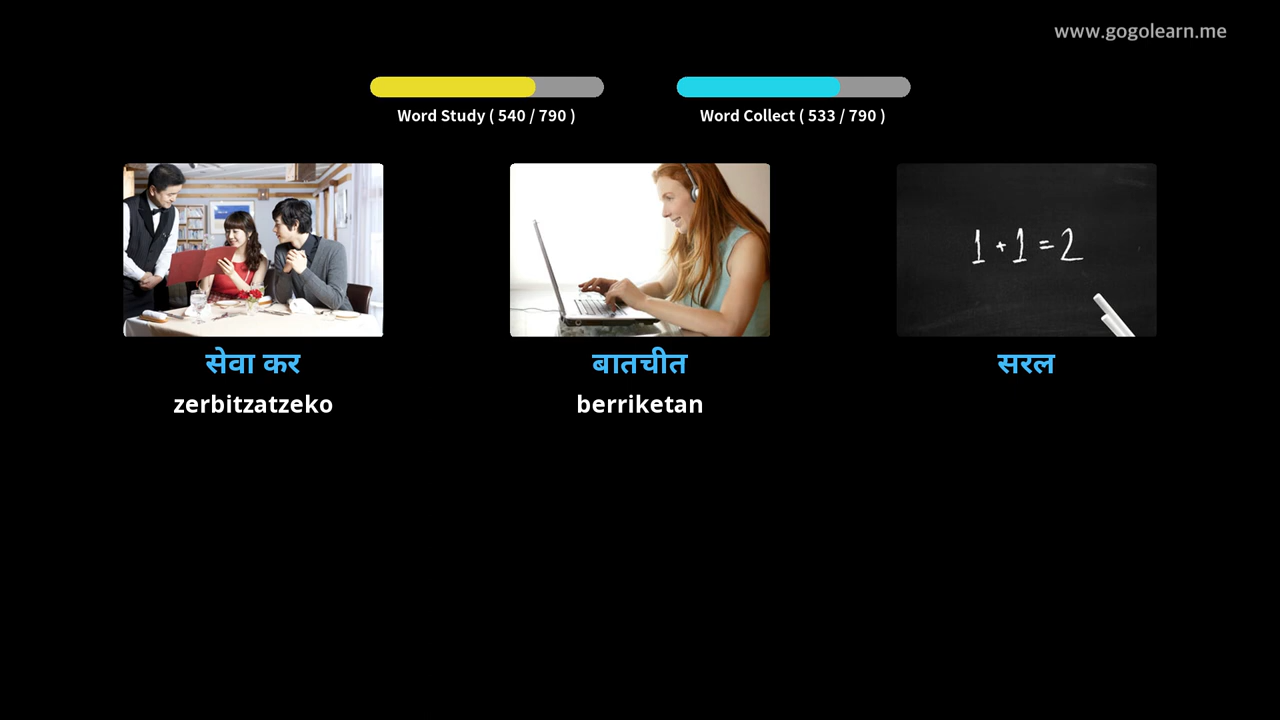 www.gogolearn.me
Word Study ( 540 / 790 )
Word Collect ( 533 / 790 )
1 + 1 = 2
सेवा कर
बातचीत
सरल
zerbitzatzeko
berriketan